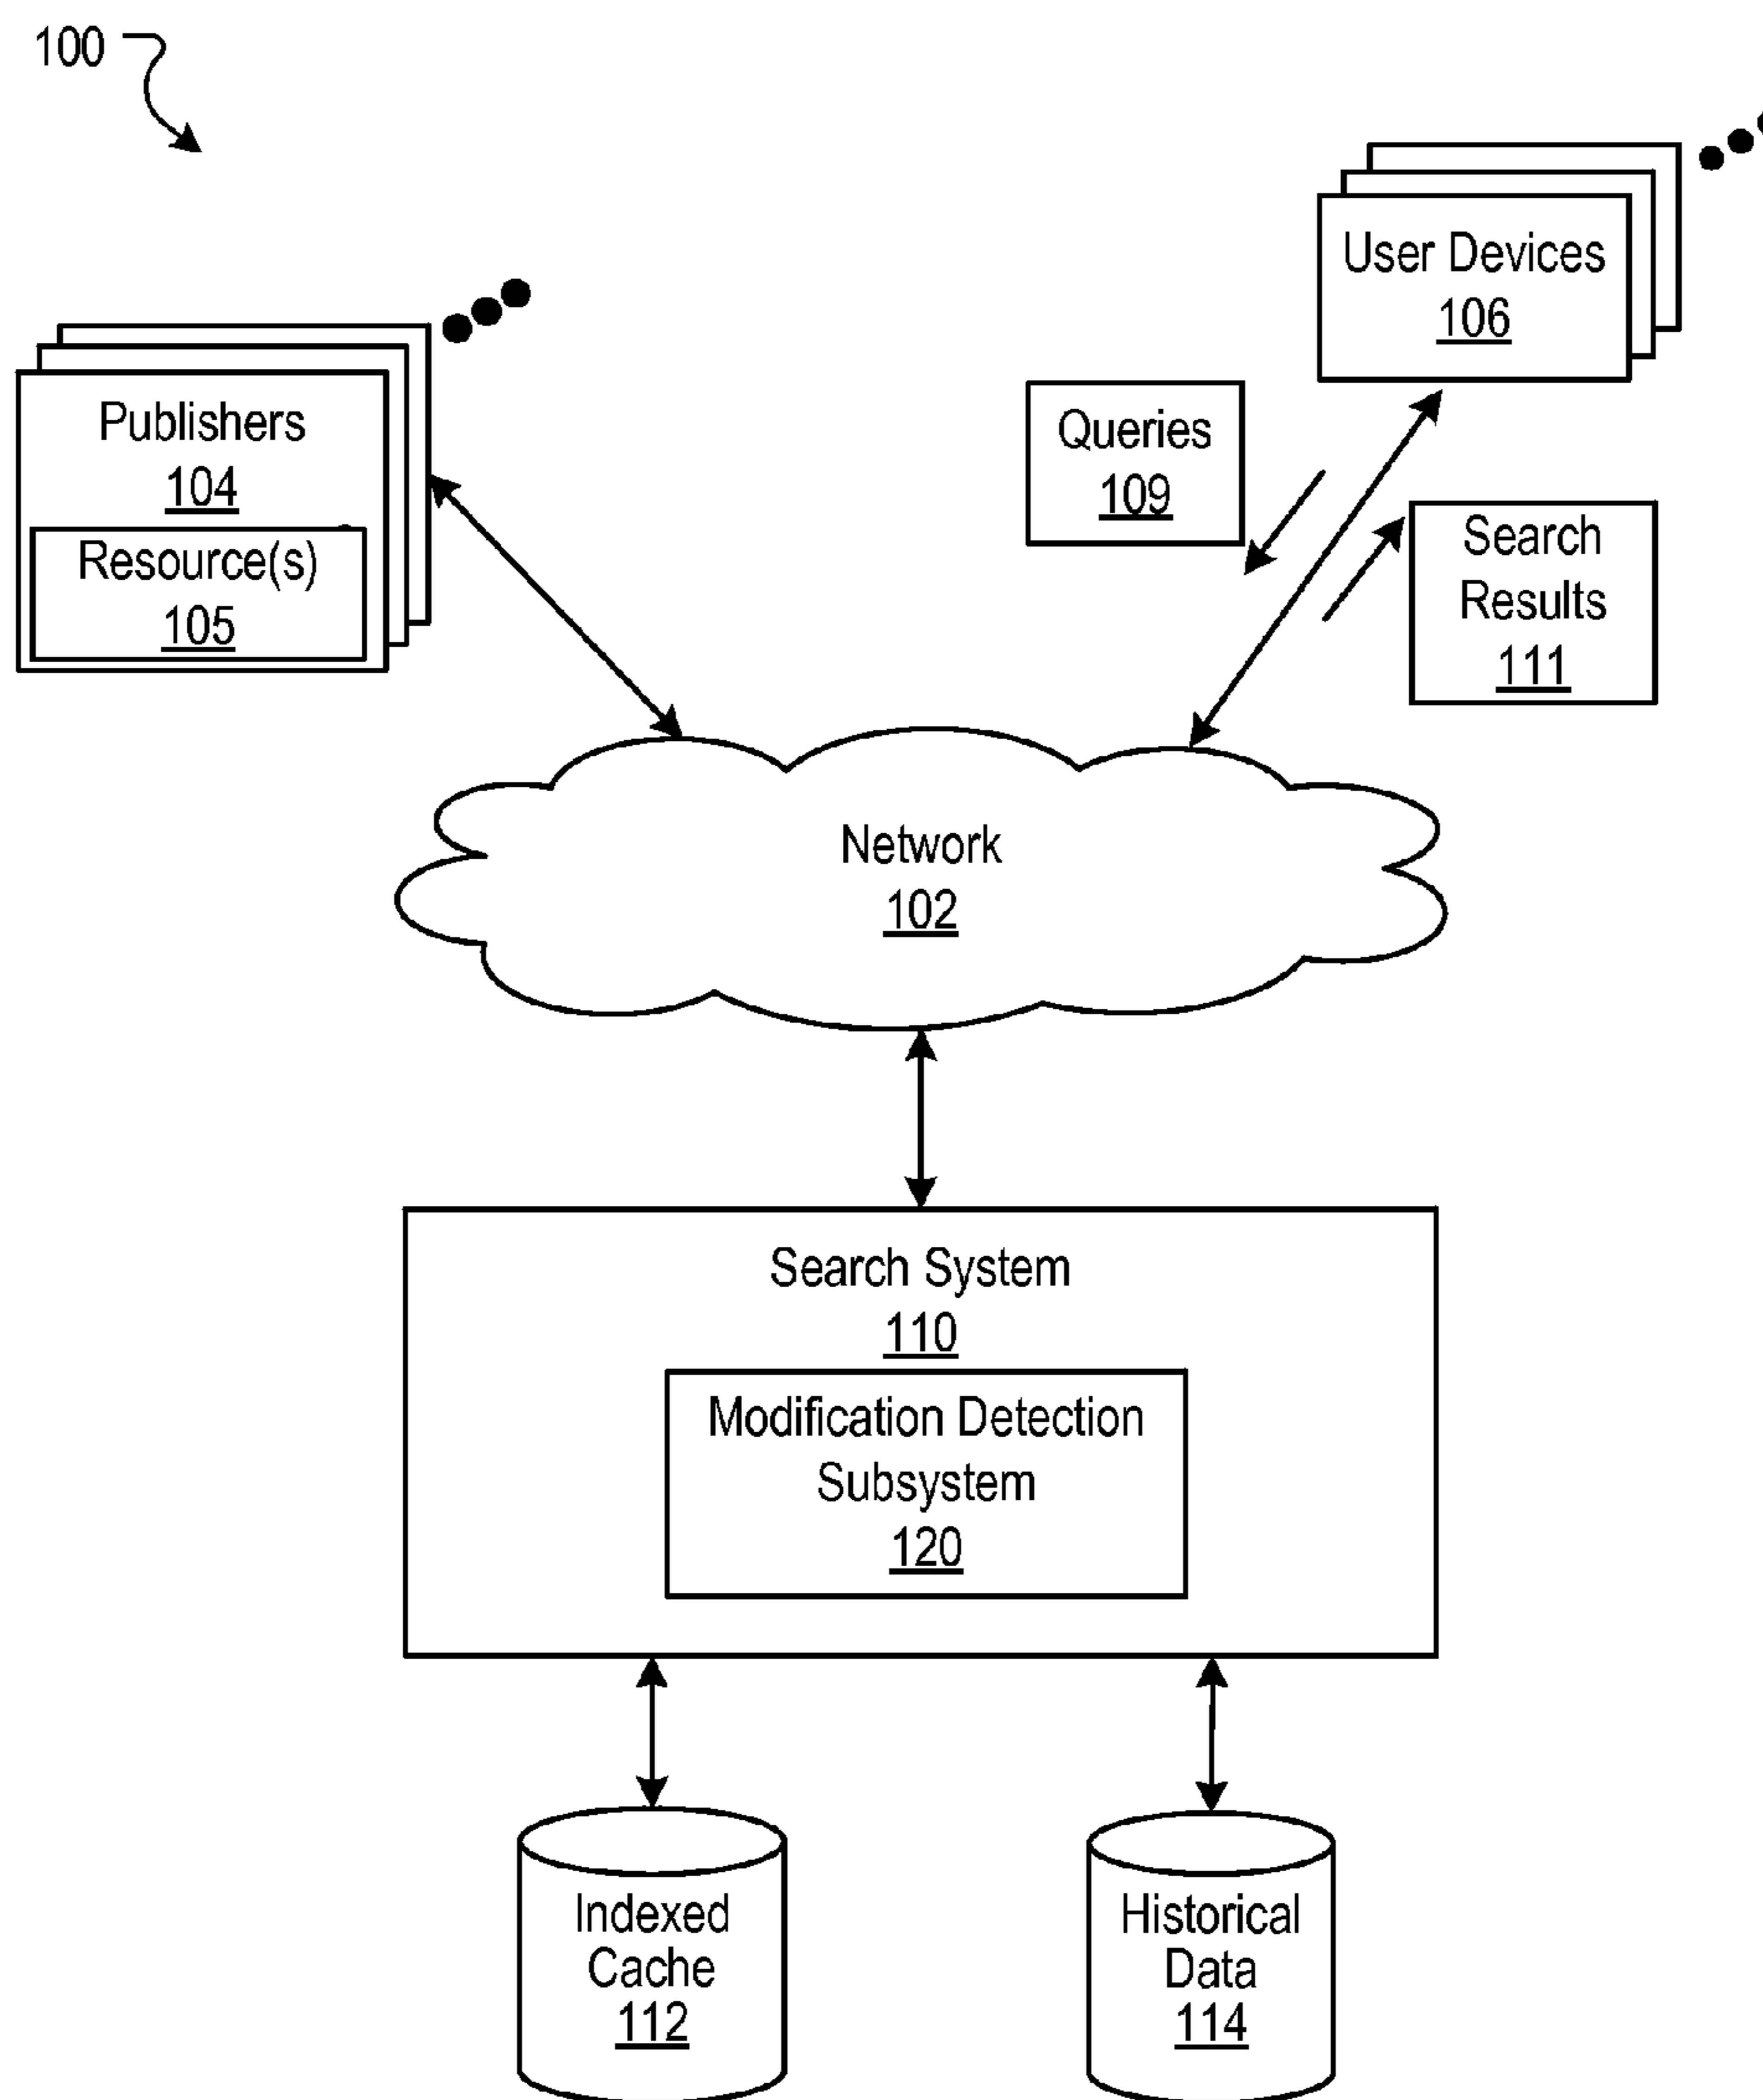 100
User Devices
106
Publishers
104
Resource(s)
105
Queries
109
Search
Results
111
Network
102
Search System
110
Modification Detection
Subsystem
120
Indexed
Cache
112
Historical
Data
114